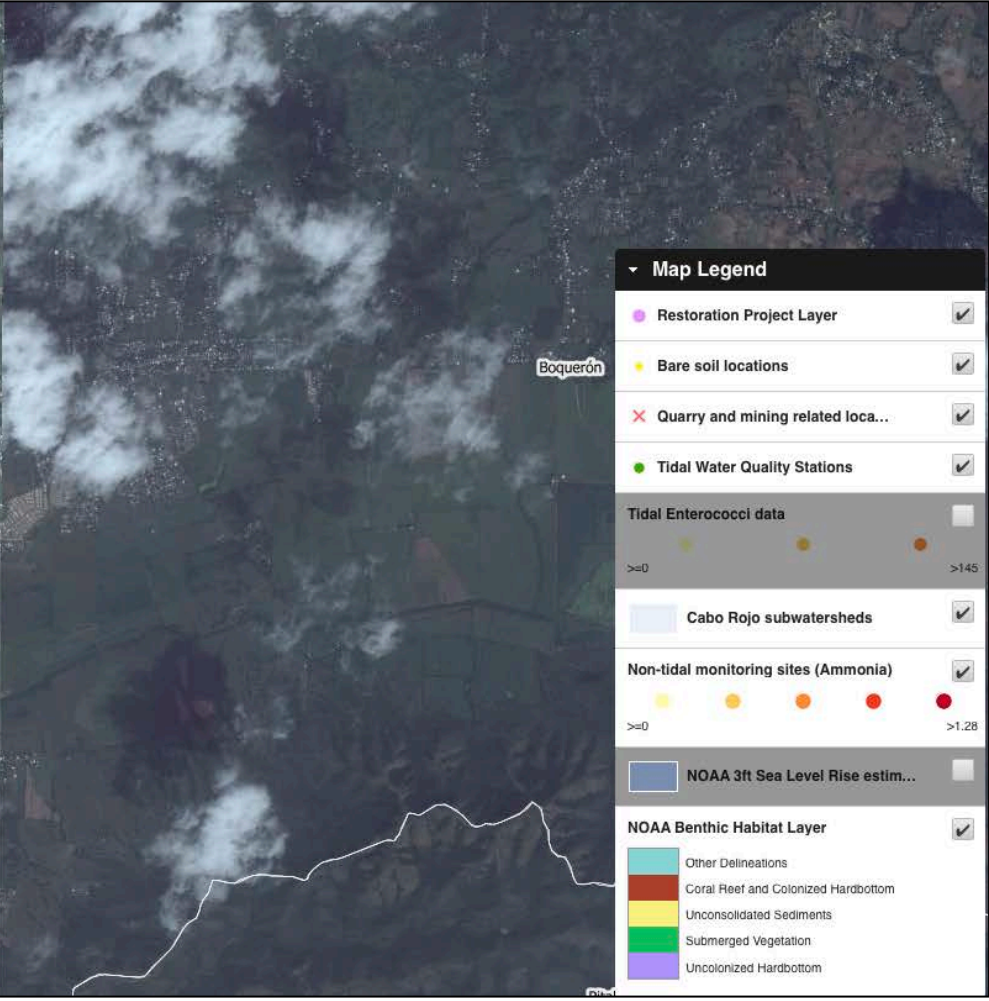 Boquerón
Map Legend
Restoration Project Layer
Bare soil locations
Quarry and mining related loca...
Tidal Water Quality Stations
Tidal Enterococci data
>=0 >145
Cabo Rojo subwatersheds
Non-tidal monitoring sites (Ammonia)
>=0 >1.28
NOAA 3ft Sea Level Rise estim...
NOAA Benthic Habitat Layer
Other Delineations
Coral Reef and Colonized Hardbottom
Unconsolidated Sediments
Submerged Vegetation
Uncolonized Hardbottom